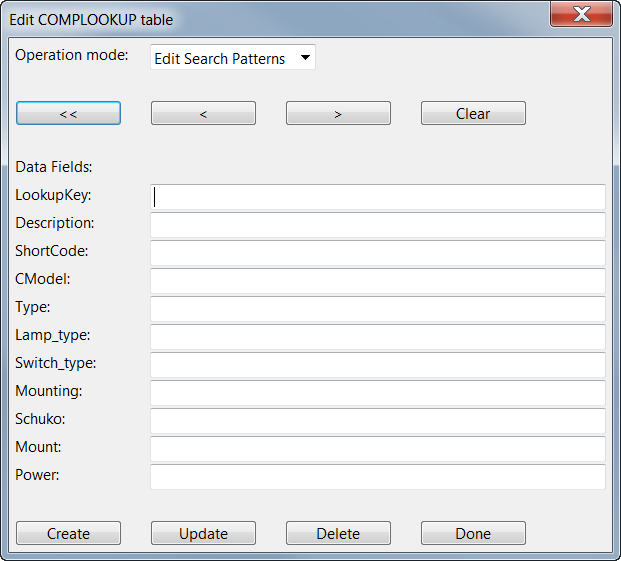 Edit COMPLOOKUP table
Operation mode: Edit Search Patterns
<< < > Clear
Data Fields:
LookupKey:
Description:
ShortCode:
CModel:
Type:
Lamp_type:
Switch_type:
Mounting:
Schuko:
Mount:
Power:
Create Update Delete Done